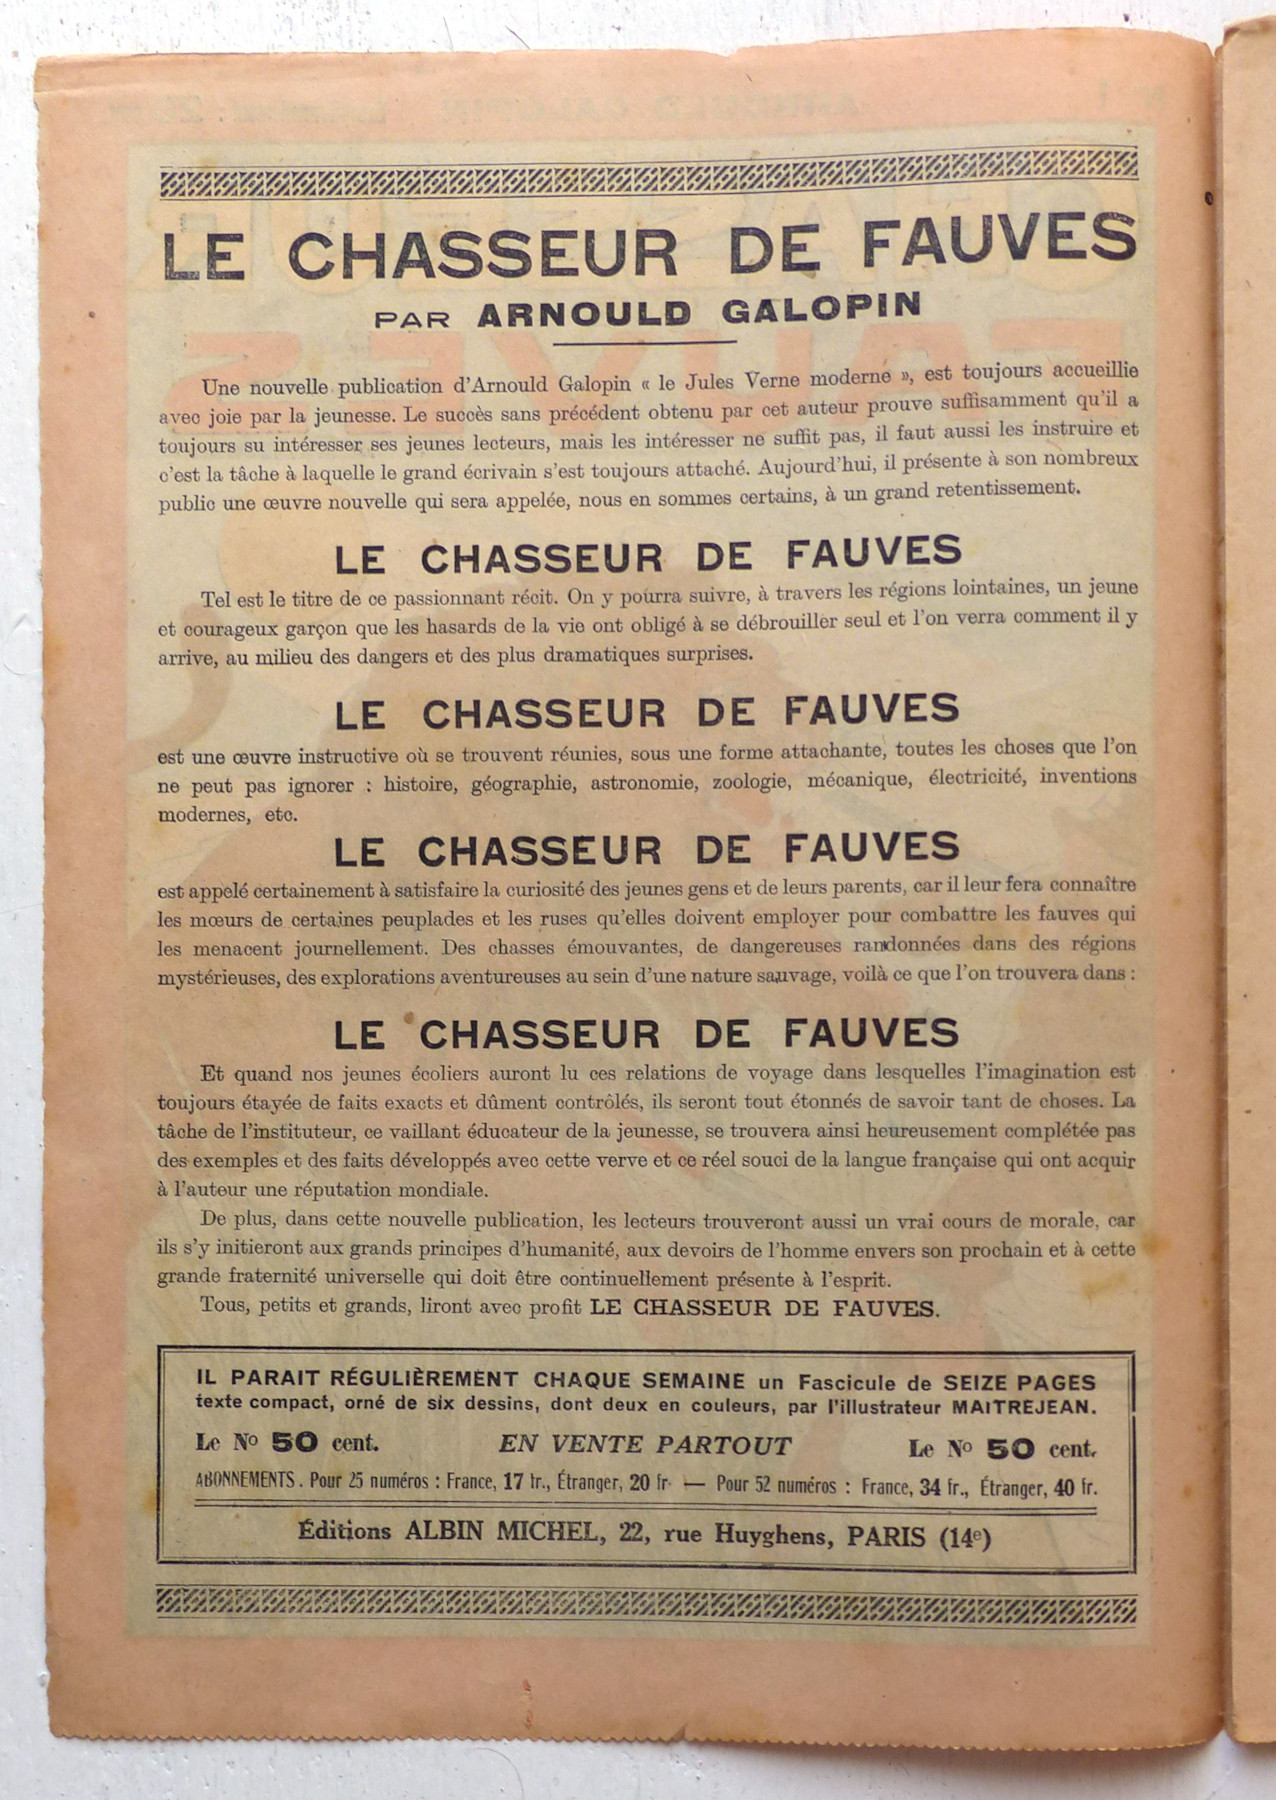 LE CHASSEUR DE FAUVES
PAR ARNOULD GALOPIN
Une nouvelle publication d'Arnould Galopin « le Jules Verne moderne », est toujours accueillie
avec joie par la jeunesse. Le succès sans précédent obtenu par cet auteur prouve suffisamment qu'il a
toujours su intéresser ses jeunes lecteurs, mais les intéresser ne suffit pas, il faut aussi les instruire et
c'est la tâche à laquelle le grand écrivain s'est toujours attaché. Aujourd'hui, il présente à son nombreux
public une œuvre nouvelle qui sera appelée, nous en sommes certains, à un grand retentissement.
LE CHASSEUR DE FAUVES
Tel est le titre de ce passionnant récit. On y pourra suivre, à travers les régions lointaines, un jeune
et courageux garçon que les hasards de la vie ont obligé à se débrouiller seul et l'on verra comment il y
arrive, au milieu des dangers et des plus dramatiques surprises.
LE CHASSEUR DE FAUVES
est une œuvre instructive où se trouvent réunies, sous une forme attachante, toutes les choses que l'on
ne peut pas ignorer : histoire, géographie, astronomie, zoologie, mécanique, électricité, inventions
modernes, etc.
LE CHASSEUR DE FAUVES
est appelé certainement à satisfaire la curiosité des jeunes gens et de leurs parents, car il leur fera connaître
les mœurs de certaines peuplades et les ruses qu'elles doivent employer pour combattre les fauves qui
les menacent journellement. Des chasses émouvantes, de dangereuses randonnées dans des régions
mystérieuses, des explorations aventureuses au sein d'une nature sauvage, voilà ce que l'on trouvera dans :
LE CHASSEUR DE FAUVES
Et quand nos jeunes écoliers auront lu ces relations de voyage dans lesquelles l'imagination est
toujours étayée de faits exacts et dûment contrôlés, ils seront tout étonnés de savoir tant de choses. La
tâche de l'instituteur, ce vaillant éducateur de la jeunesse, se trouvera ainsi heureusement complétée pas
des exemples et des faits développés avec cette verve et ce réel souci de la langue française qui ont acquir
à l'auteur une réputation mondiale.
De plus, dans cette nouvelle publication, les lecteurs trouveront aussi un vrai cours de morale, car
ils s'y initieront aux grands principes d'humanité, aux devoirs de l'homme envers son prochain et à cette
grande fraternité universelle qui doit être continuellement présente à l'esprit.
Tous, petits et grands, liront avec profit LE CHASSEUR DE FAUVES.
IL PARAIT RÉGULIÈREMENT CHAQUE SEMAINE un Fascicule de SEIZE PAGES
texte compact, orné de six dessins, dont deux en couleurs, par l'illustrateur MAITREJEAN.
Le Nº 50 cent. EN VENTE PARTOUT Le Nº 50 cent.
ABONNEMENTS. Pour 25 numéros : France, 17 fr., Étranger, 20 fr. — Pour 52 numéros : France, 34 fr., Étranger, 40 fr.
Éditions ALBIN MICHEL, 22, rue Huyghens, PARIS (14e)